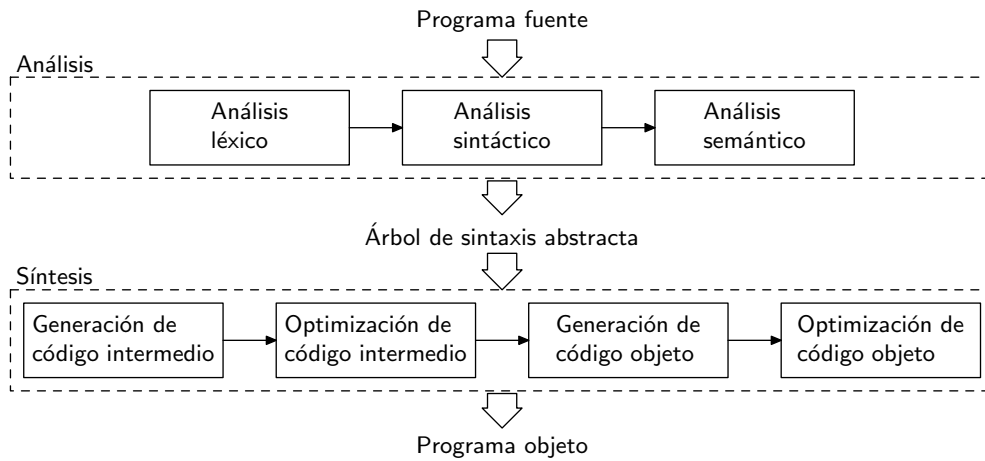 Programa fuente
Análisis
Análisis
léxico
Análisis
sintáctico
Análisis
semántico
Árbol de sintaxis abstracta
Síntesis
Generación de
código intermedio
Optimización de
código intermedio
Generación de
código objeto
Optimización de
código objeto
Programa objeto